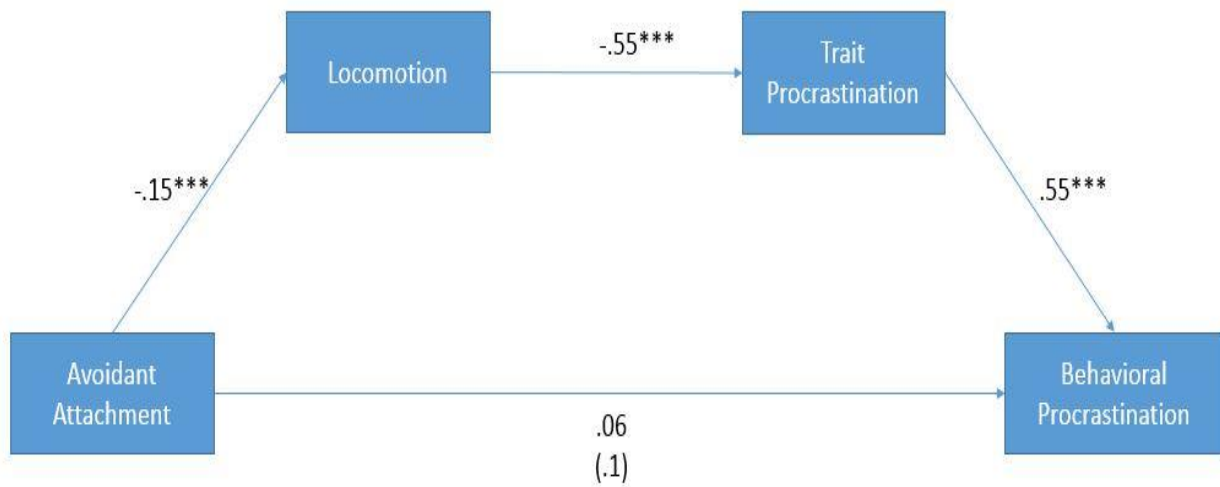 -.55***
Locomotion
Trait
Procrastination
-.15***
.55***
Avoidant
Attachment
Behavioral
Procrastination
.06
(.1)